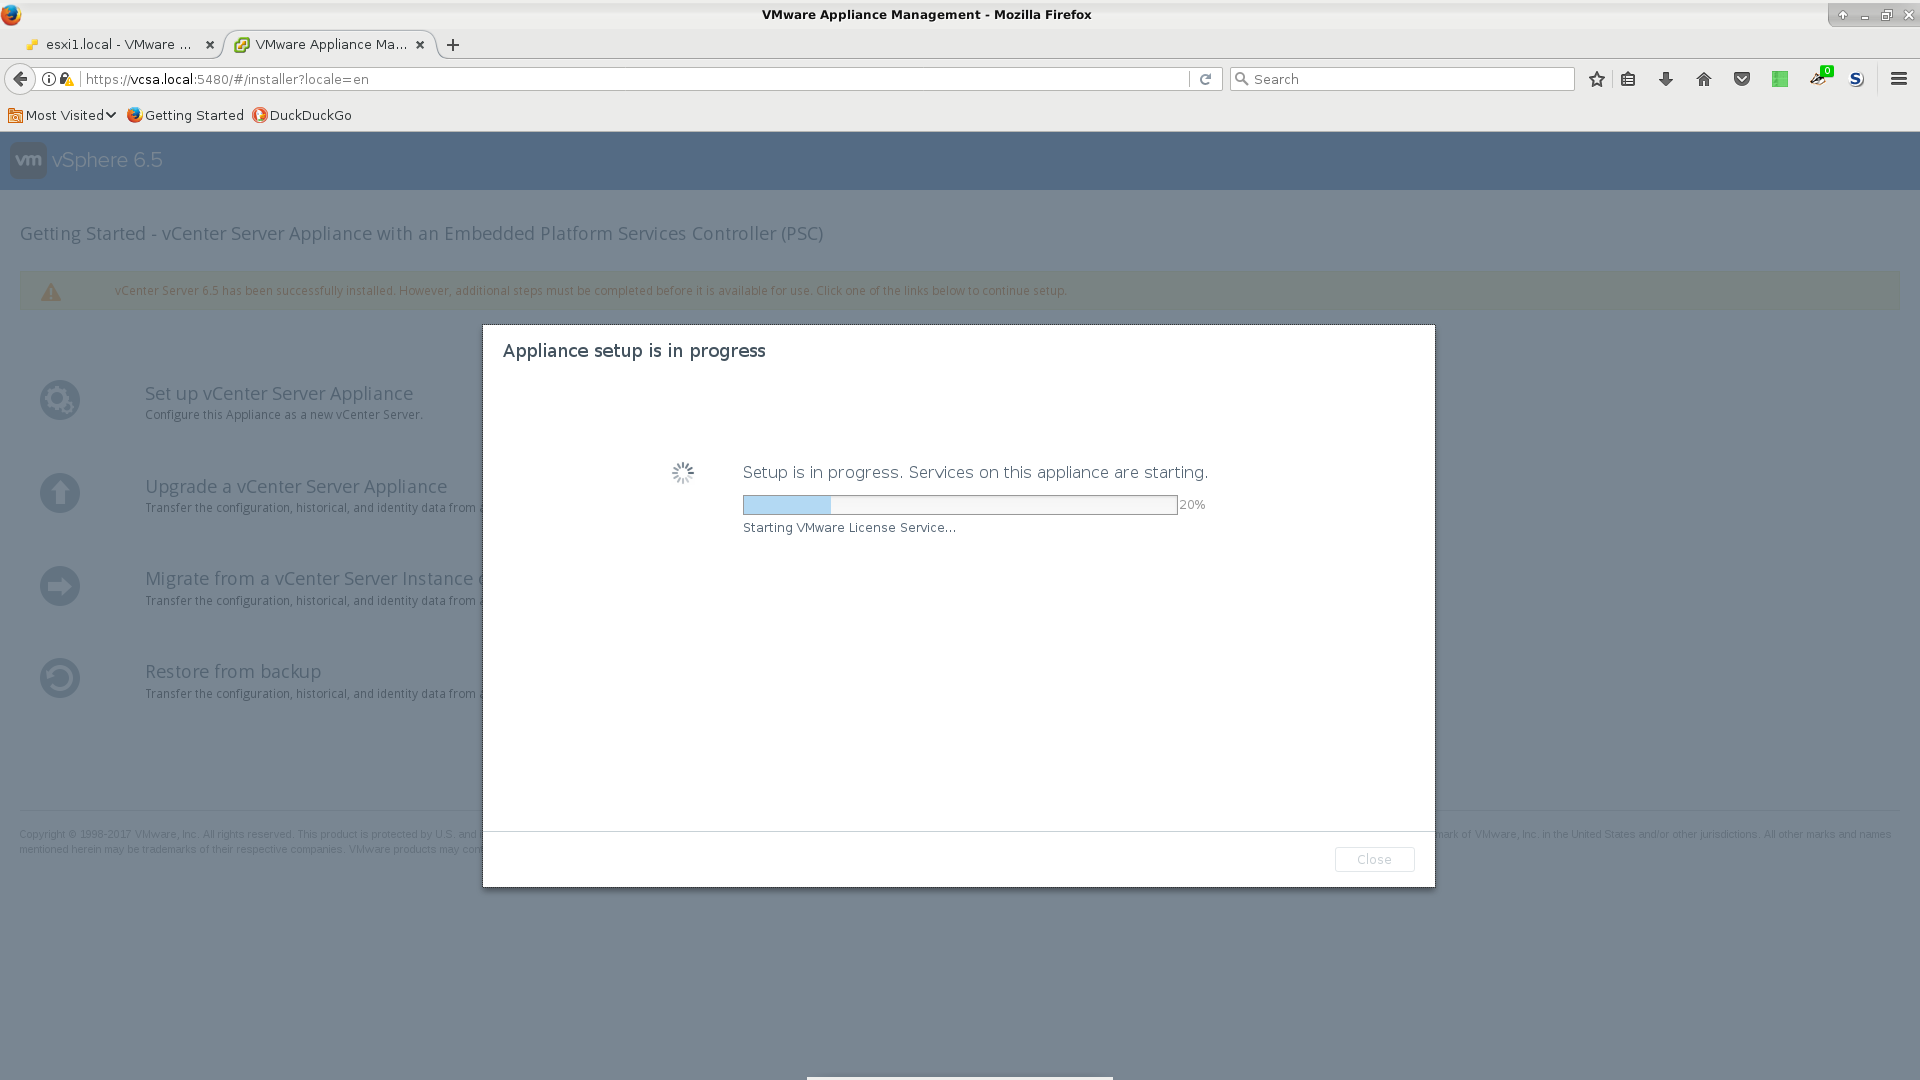 VMware Appliance Management - Mozilla Firefox
esxi1.local - VMware ...
VMware Appliance Ma...
https://vcsa.local:5480/#/installer?locale=en
Search
0
S
Most Visited
Getting Started
DuckDuckGo
vm vSphere 6.5
Getting Started - vCenter Server Appliance with an Embedded Platform Services Controller (PSC)
vCenter Server 6.5 has been successfully installed. However, additional steps must be completed before it is available for use. Click one of the links below to continue setup.
Set up vCenter Server Appliance
Configure this Appliance as a new vCenter Server.
Upgrade a vCenter Server Appliance
Transfer the configuration, historical, and identity data from
Migrate from a vCenter Server Instance
Transfer the configuration, historical, and identity data from
Restore from backup
Transfer the configuration, historical, and identity data from
Appliance setup is in progress
Setup is in progress. Services on this appliance are starting.
20%
Starting VMware License Service...
Close
Copyright © 1998-2017 VMware, Inc. All rights reserved. This product is protected by U.S. and of VMware, Inc. in the United States and/or other jurisdictions. All other marks and names
mentioned herein may be trademarks of their respective companies. VMware products may